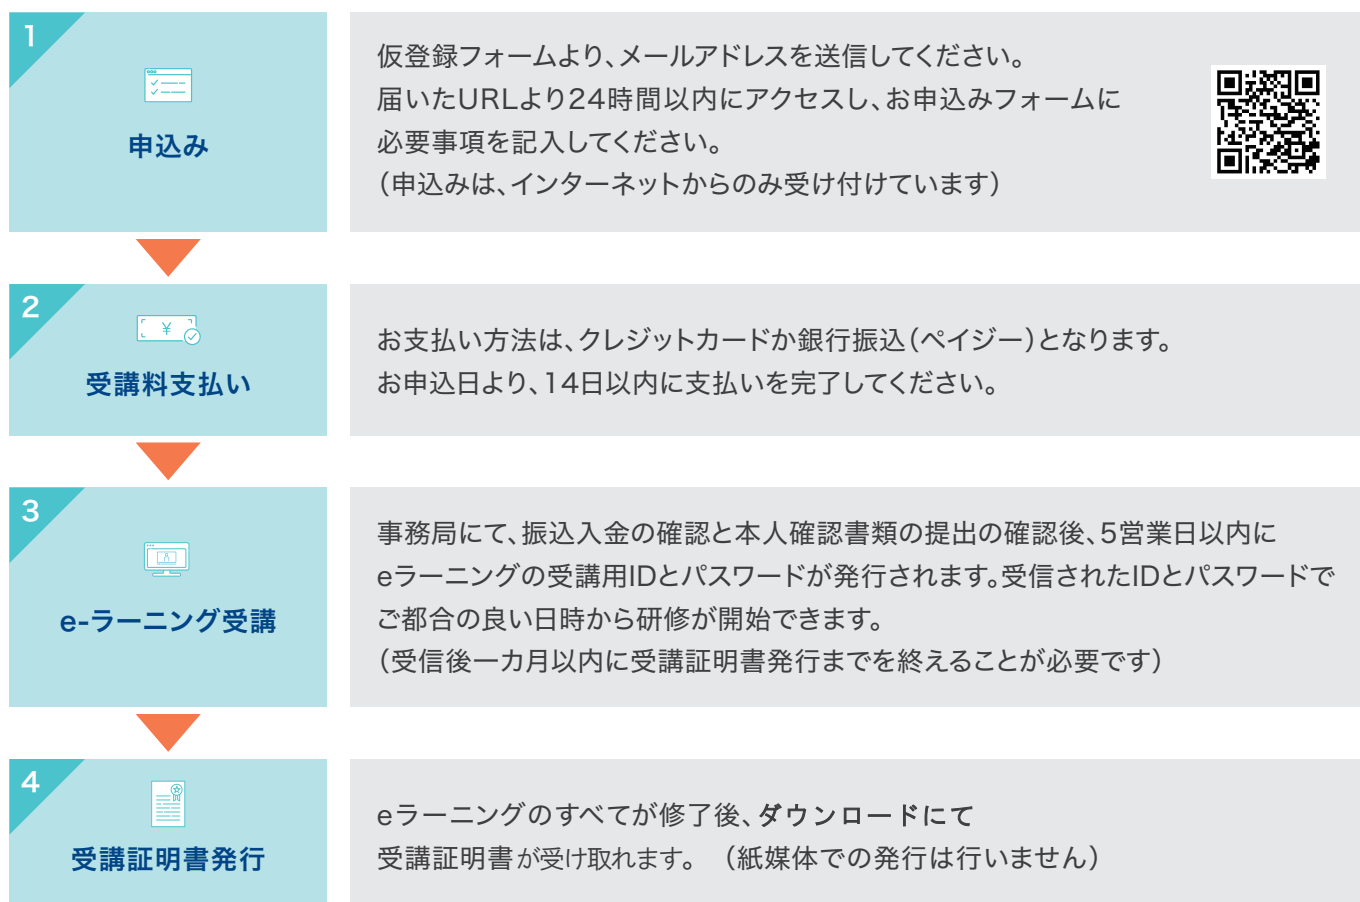 1
申込み
仮登録フォームより、メールアドレスを送信してください。
届いたURLより24時間以内にアクセスし、お申込みフォームに
必要事項を記入してください。
（申込みは、インターネットからのみ受け付けています）
2
¥
受講料支払い
お支払い方法は、クレジットカードか銀行振込（ペイジー）となります。
お申込日より、14日以内に支払いを完了してください。
3
e-ラーニング受講
事務局にて、振込入金の確認と本人確認書類の提出の確認後、5営業日以内に
eラーニングの受講用IDとパスワードが発行されます。受信されたIDとパスワードで
ご都合の良い日時から研修が開始できます。
（受信後一カ月以内に受講証明書発行までを終えることが必要です）
4
受講証明書発行
eラーニングのすべてが修了後、ダウンロードにて
受講証明書が受け取れます。（紙媒体での発行は行いません）